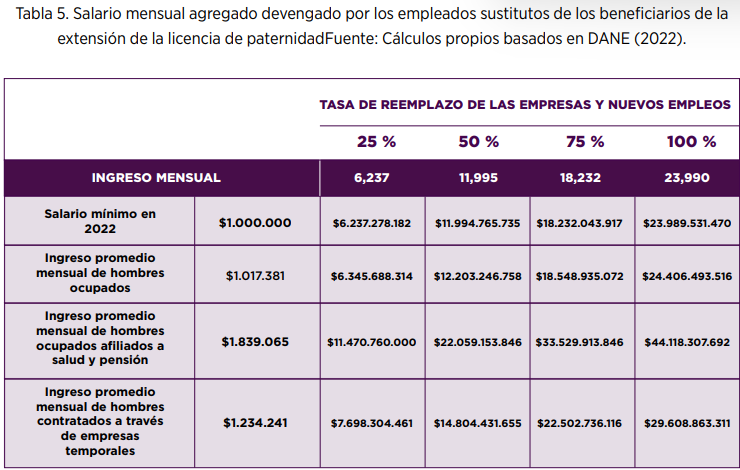 Tabla 5. Salario mensual agregado devengado por los empleados sustitutos de los beneficiarios de la
extensión de la licencia de paternidadFuente: Cálculos propios basados en DANE (2022).
TASA DE REEMPLAZO DE LAS EMPRESAS Y NUEVOS EMPLEOS
25 % 50 % 75 % 100 %
INGRESO MENSUAL 6,237 11,995 18,232 23,990
Salario mínimo en
2022
$1.000.000 $6.237.278.182 $11.994.765.735 $18.232.043.917 $23.989.531.470
Ingreso promedio
mensual de hombres
ocupados
$1.017.381 $6.345.688.314 $12.203.246.758 $18.548.935.072 $24.406.493.516
Ingreso promedio
mensual de hombres
ocupados afiliados a
salud y pensión
$1.839.065 $11.470.760.000 $22.059.153.846 $33.529.913.846 $44.118.307.692
Ingreso promedio
mensual de hombres
contratados a través
de empresas
temporales
$1.234.241 $7.698.304.461 $14.804.431.655 $22.502.736.116 $29.608.863.311